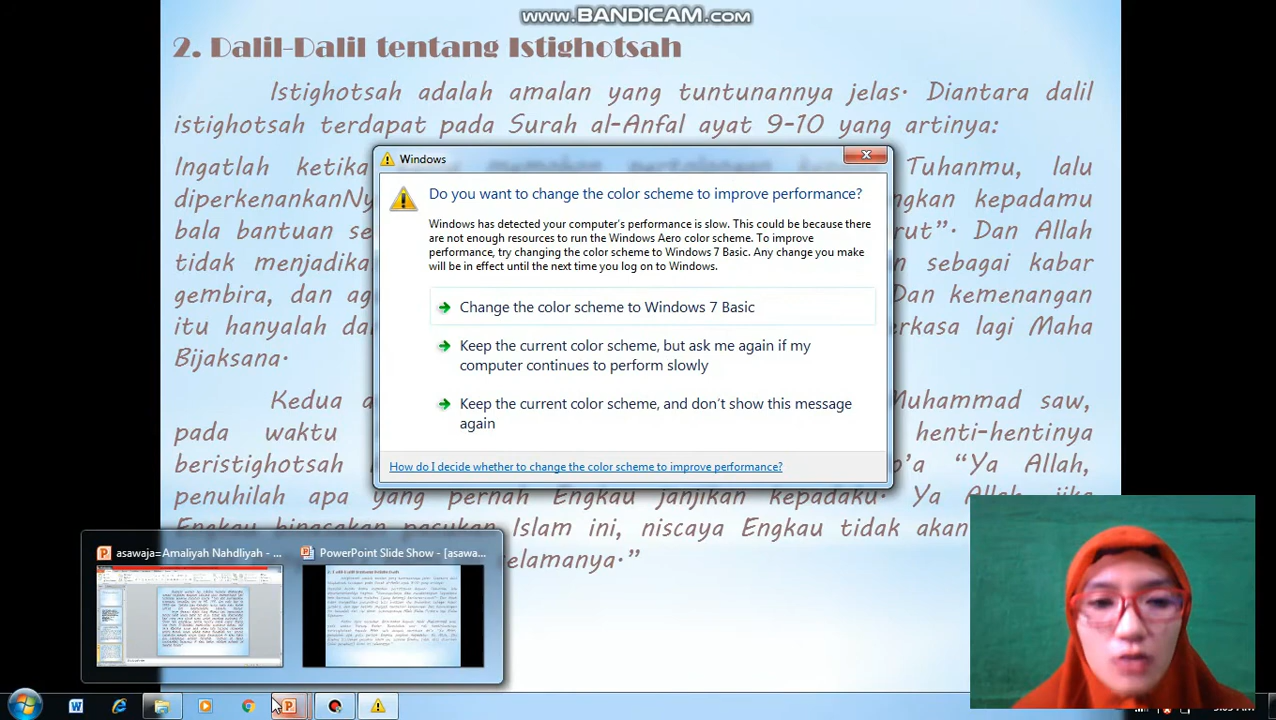 www.BANDICAM.com
2. Dalil-Dalil tentang Istighotsah
Istighotsah adalah amalan yang tuntunannya jelas. Diantara dalil
istighotsah terdapat pada Surah al-Anfal ayat 9-10 yang artinya:
Ingatlah ketika Tuhanmu, lalu
bala bantuan
Dan Allah
tidak sebagai kabar
gembira, dan Dan kemenangan
itu hanyalah lagi Maha
Bijaksana.
Kedua Muhammad saw,
pada waktu henti-hentinya
beristighotsah "Ya Allah,
penuhilah apa yang pernah Engkau janjikan kepadaku. Ya Allah, jika
Engkau binasakan pasukan Islam ini, niscaya Engkau tidak akan
Windows
Do you want to change the color scheme to improve performance?
Windows has detected your computer's performance is slow. This could be because there
are not enough resources to run the Windows Aero color scheme. To improve
performance, try changing the color scheme to Windows 7 Basic. Any change you make
will be in effect until the next time you log on to Windows.
Change the color scheme to Windows 7 Basic
Keep the current color scheme, but ask me again if my
computer continues to perform slowly
Keep the current color scheme, and don't show this message
again
How do I decide whether to change the color scheme to improve performance?
asawaja=Amaliyah Nahdliyah - ...
PowerPoint Slide Show - [asawa...